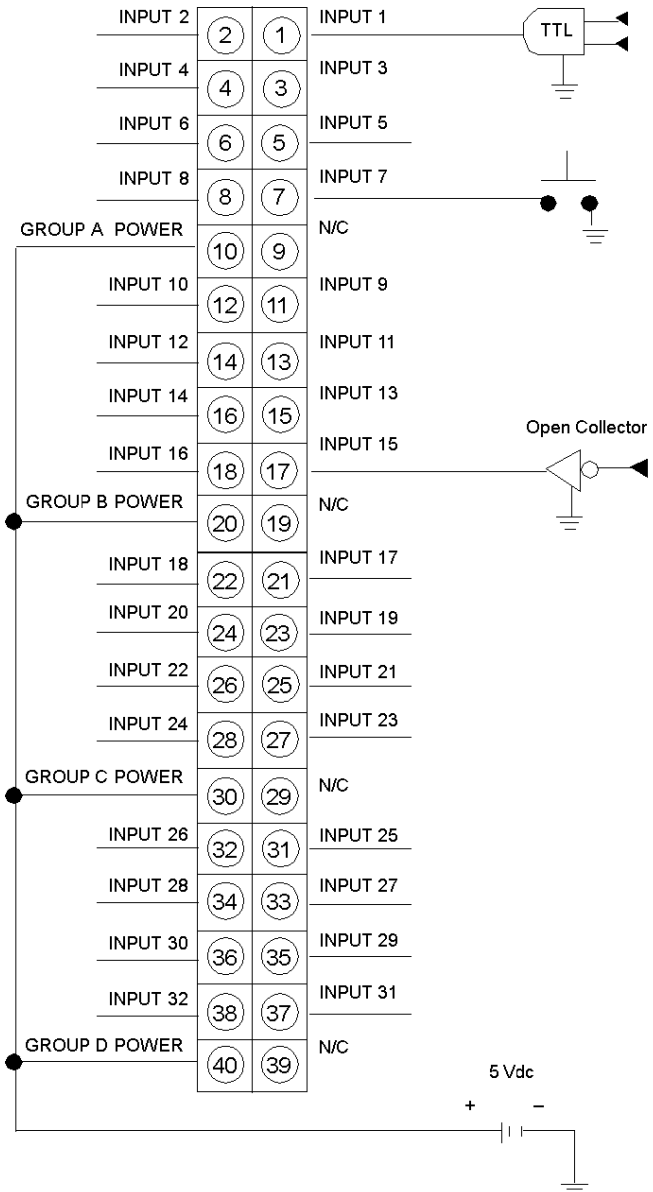 INPUT 2 2 1 INPUT 1 TTL
INPUT 4 4 3 INPUT 3
INPUT 6 6 5 INPUT 5
INPUT 8 8 7 INPUT 7
GROUP A POWER 10 9 N/C
INPUT 10 12 11 INPUT 9
INPUT 12 14 13 INPUT 11
INPUT 14 16 15 INPUT 13
Open Collector
INPUT 16 18 17 INPUT 15
GROUP B POWER 20 19 N/C
INPUT 18 22 21 INPUT 17
INPUT 20 24 23 INPUT 19
INPUT 22 26 25 INPUT 21
INPUT 24 28 27 INPUT 23
GROUP C POWER 30 29 N/C
INPUT 26 32 31 INPUT 25
INPUT 28 34 33 INPUT 27
INPUT 30 36 35 INPUT 29
INPUT 32 38 37 INPUT 31
GROUP D POWER 40 39 N/C
5 Vdc
+ −